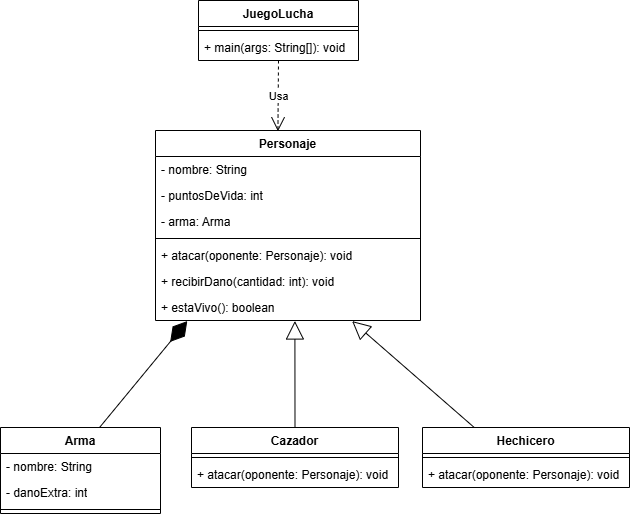 JuegoLucha
+ main(args: String[]): void
Usa
Personaje
- nombre: String
- puntosDeVida: int
- arma: Arma
+ atacar(oponente: Personaje): void
+ recibirDano(cantidad: int): void
+ estaVivo(): boolean
Arma
- nombre: String
- danoExtra: int
Cazador
+ atacar(oponente: Personaje): void
Hechicero
+ atacar(oponente: Personaje): void